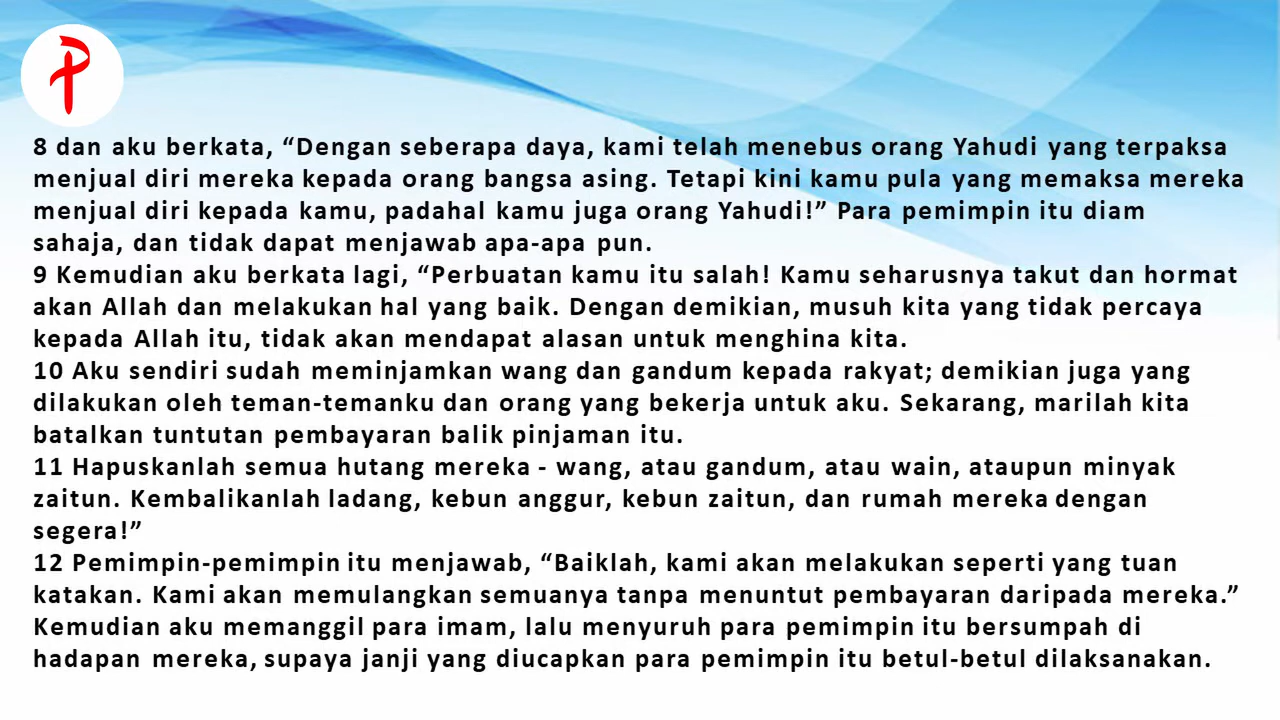 8 dan aku berkata, “Dengan seberapa daya, kami telah menebus orang Yahudi yang terpaksa
menjual diri mereka kepada orang bangsa asing. Tetapi kini kamu pula yang memaksa mereka
menjual diri kepada kamu, padahal kamu juga orang Yahudi!” Para pemimpin itu diam
sahaja, dan tidak dapat menjawab apa-apa pun.
9 Kemudian aku berkata lagi, “Perbuatan kamu itu salah! Kamu seharusnya takut dan hormat
akan Allah dan melakukan hal yang baik. Dengan demikian, musuh kita yang tidak percaya
kepada Allah itu, tidak akan mendapat alasan untuk menghina kita.
10 Aku sendiri sudah meminjamkan wang dan gandum kepada rakyat; demikian juga yang
dilakukan oleh teman-temanku dan orang yang bekerja untuk aku. Sekarang, marilah kita
batalkan tuntutan pembayaran balik pinjaman itu.
11 Hapuskanlah semua hutang mereka - wang, atau gandum, atau wain, ataupun minyak
zaitun. Kembalikanlah ladang, kebun anggur, kebun zaitun, dan rumah mereka dengan
segera!”
12 Pemimpin-pemimpin itu menjawab, “Baiklah, kami akan melakukan seperti yang tuan
katakan. Kami akan memulangkan semuanya tanpa menuntut pembayaran daripada mereka.”
Kemudian aku memanggil para imam, lalu menyuruh para pemimpin itu bersumpah di
hadapan mereka, supaya janji yang diucapkan para pemimpin itu betul-betul dilaksanakan.